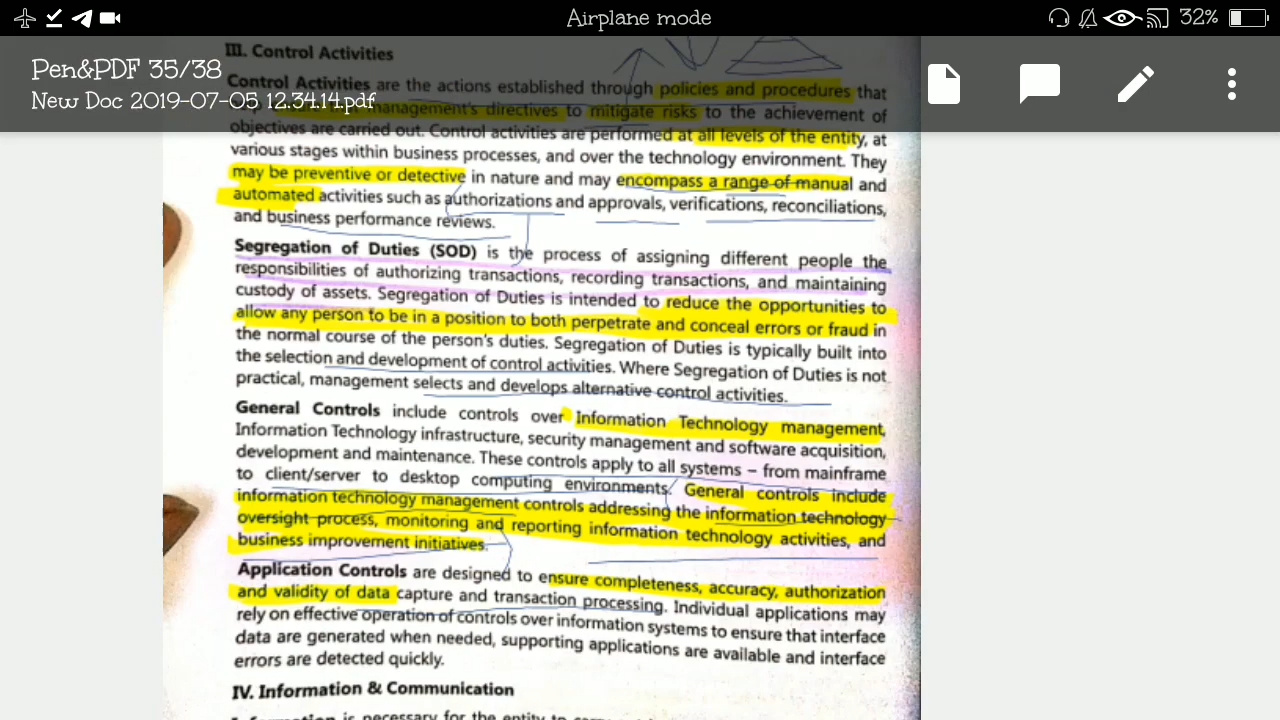 Airplane mode
32%
Pen&PDF 35/38
New Doc 2019-07-05 12.34.14.pdf
III. Control Activities
Control Activities are the actions established through policies and procedures that
management's directives to mitigate risks to the achievement of
objectives are carried out. Control activities are performed at all levels of the entity, at
various stages within business processes, and over the technology environment. They
may be preventive or detective in nature and may encompass a range of manual and
automated activities such as authorizations and approvals, verifications, reconciliations,
and business performance reviews.
Segregation of Duties (SOD) is the process of assigning different people the
responsibilities of authorizing transactions, recording transactions, and maintaining
custody of assets. Segregation of Duties is intended to reduce the opportunities to
allow any person to be in a position to both perpetrate and conceal errors or fraud in
the normal course of the person's duties. Segregation of Duties is typically built into
the selection and development of control activities. Where Segregation of Duties is not
practical, management selects and develops alternative control activities.
General Controls include controls over Information Technology management,
Information Technology infrastructure, security management and software acquisition,
development and maintenance. These controls apply to all systems – from mainframe
to client/server to desktop computing environments. General controls include
information technology management controls addressing the information technology
oversight process, monitoring and reporting information technology activities, and
business improvement initiatives.
Application Controls are designed to ensure completeness, accuracy, authorization
and validity of data capture and transaction processing. Individual applications may
rely on effective operation of controls over information systems to ensure that interface
data are generated when needed, supporting applications are available and interface
errors are detected quickly.
IV. Information & Communication
Information is necessary for the entity to